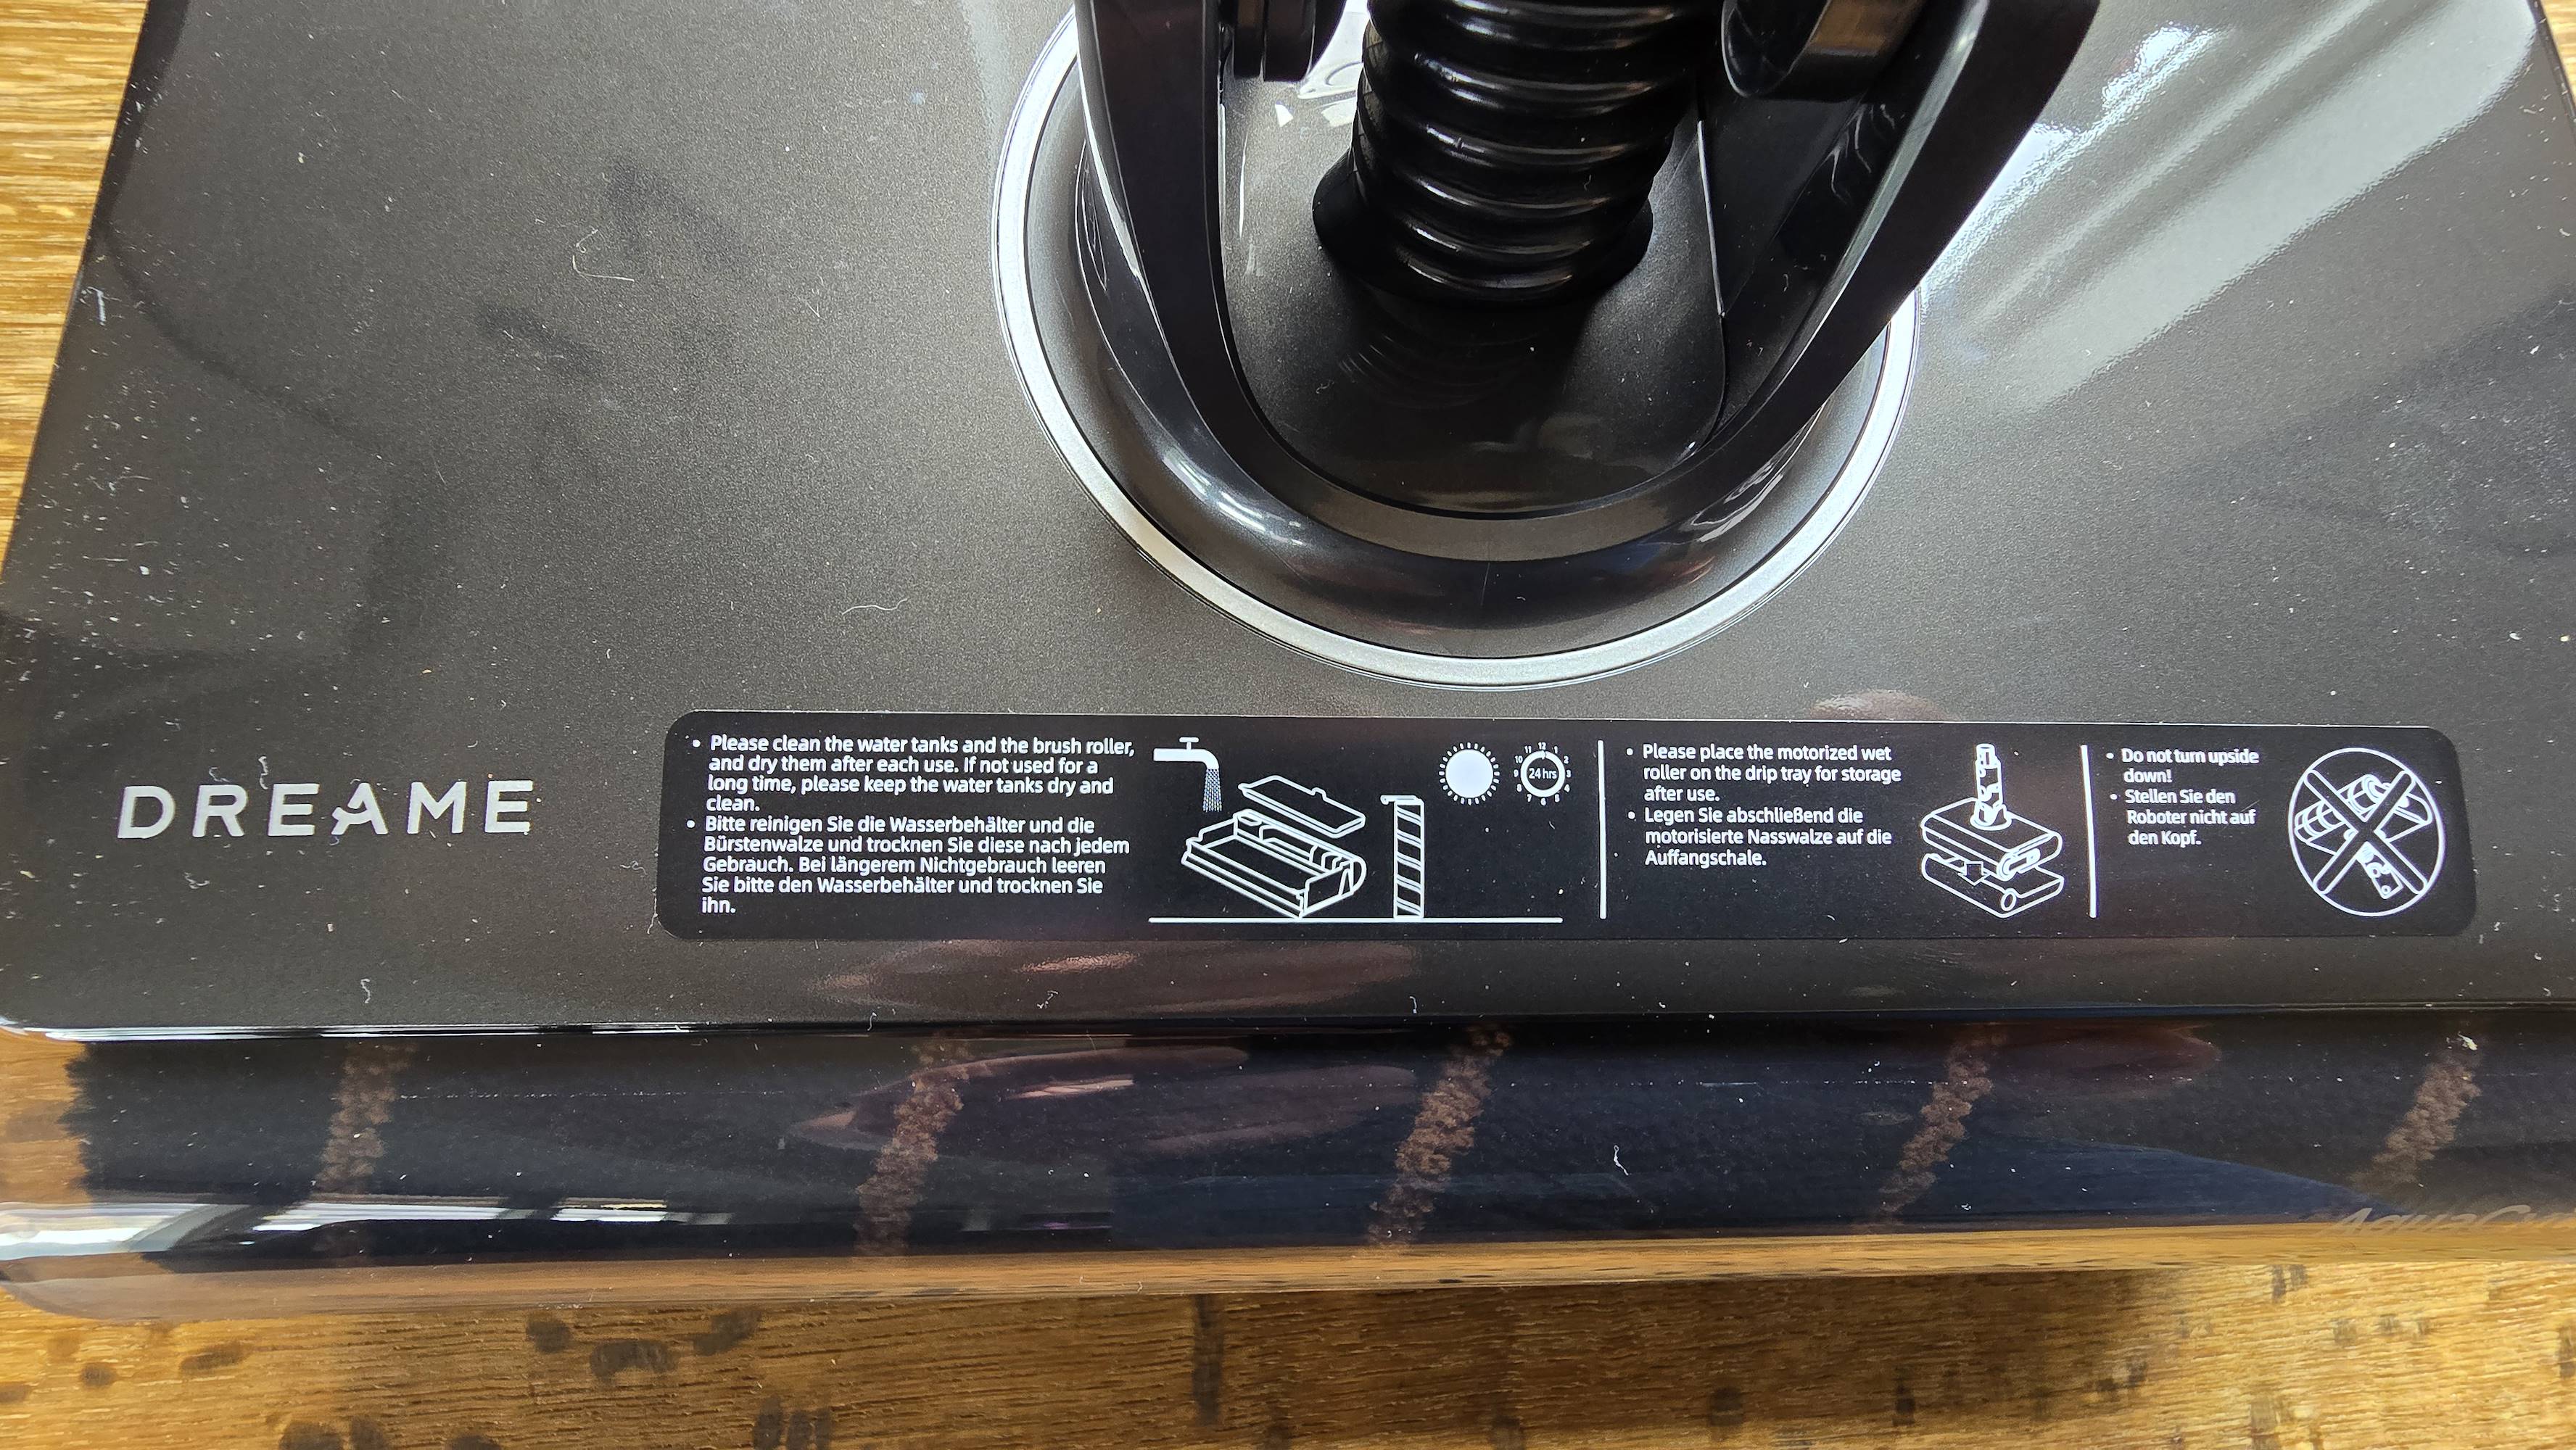 DREAME
• Please clean the water tanks and the brush roller,
and dry them after each use. If not used for a
long time, please keep the water tanks dry and
clean.
• Bitte reinigen Sie die Wasserbehälter und die
Bürstenwalze und trocknen Sie diese nach jedem
Gebrauch. Bei längerem Nichtgebrauch leeren
Sie bitte den Wasserbehälter und trocknen Sie
ihn.
24 hrs
• Please place the motorized wet
roller on the drip tray for storage
after use.
• Legen Sie abschließend die
motorisierte Nasswalze auf die
Auffangschale.
• Do not turn upside
down!
• Stellen Sie den
Roboter nicht auf
den Kopf.